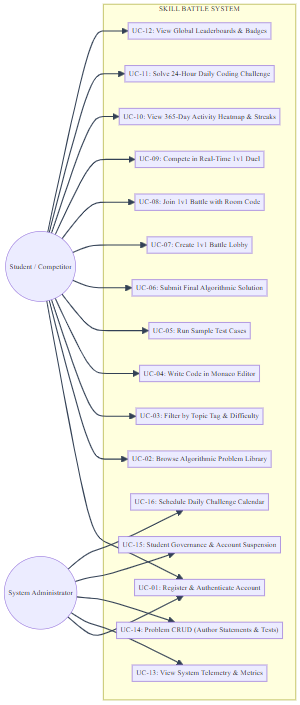 SKILL BATTLE SYSTEM
UC-12: View Global Leaderboards & Badges
UC-11: Solve 24-Hour Daily Coding Challenge
UC-10: View 365-Day Activity Heatmap & Streaks
UC-09: Compete in Real-Time 1v1 Duel
UC-08: Join 1v1 Battle with Room Code
UC-07: Create 1v1 Battle Lobby
Student / Competitor
UC-06: Submit Final Algorithmic Solution
UC-05: Run Sample Test Cases
UC-04: Write Code in Monaco Editor
UC-03: Filter by Topic Tag & Difficulty
UC-02: Browse Algorithmic Problem Library
UC-16: Schedule Daily Challenge Calendar
UC-15: Student Governance & Account Suspension
UC-01: Register & Authenticate Account
System Administrator
UC-14: Problem CRUD (Author Statements & Tests)
UC-13: View System Telemetry & Metrics